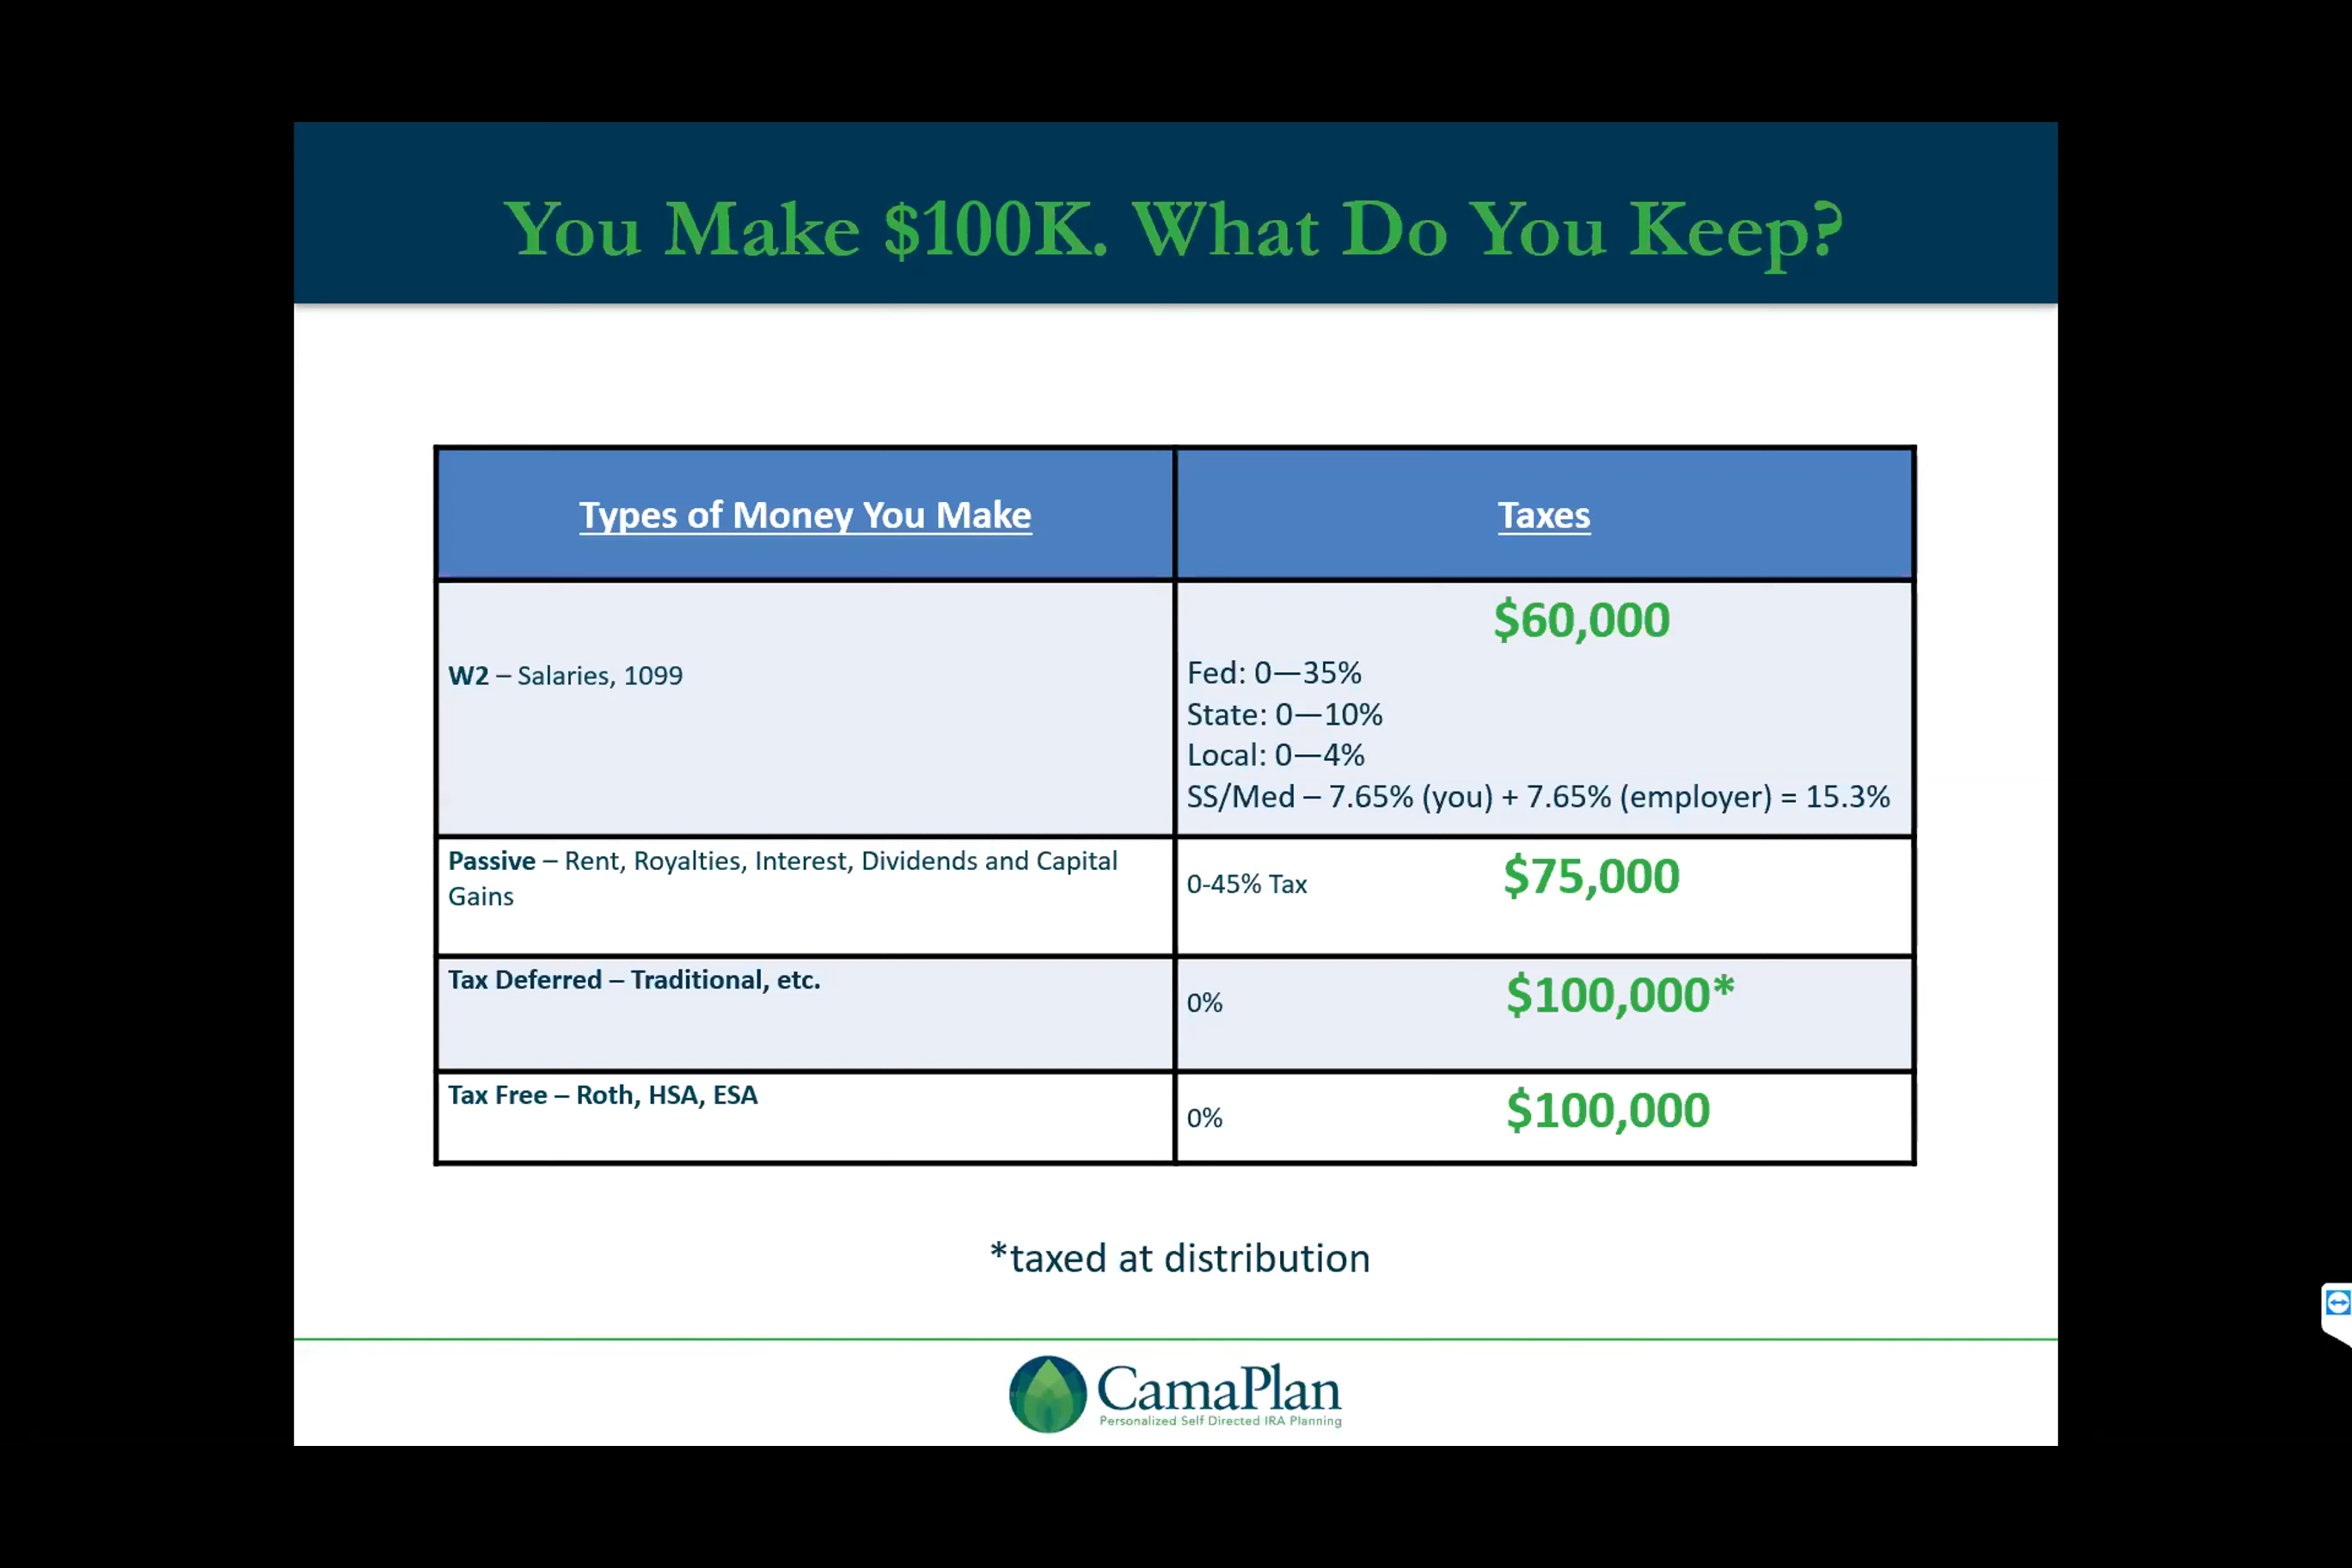 You Make $100K. What Do You Keep?
Types of Money You Make
Taxes
W2 – Salaries, 1099
$60,000
Fed: 0—35%
State: 0—10%
Local: 0—4%
SS/Med – 7.65% (you) + 7.65% (employer) = 15.3%
Passive – Rent, Royalties, Interest, Dividends and Capital
Gains
0-45% Tax
$75,000
Tax Deferred – Traditional, etc.
0%
$100,000*
Tax Free – Roth, HSA, ESA
0%
$100,000
*taxed at distribution
CamaPlan
Personalized Self Directed IRA Planning